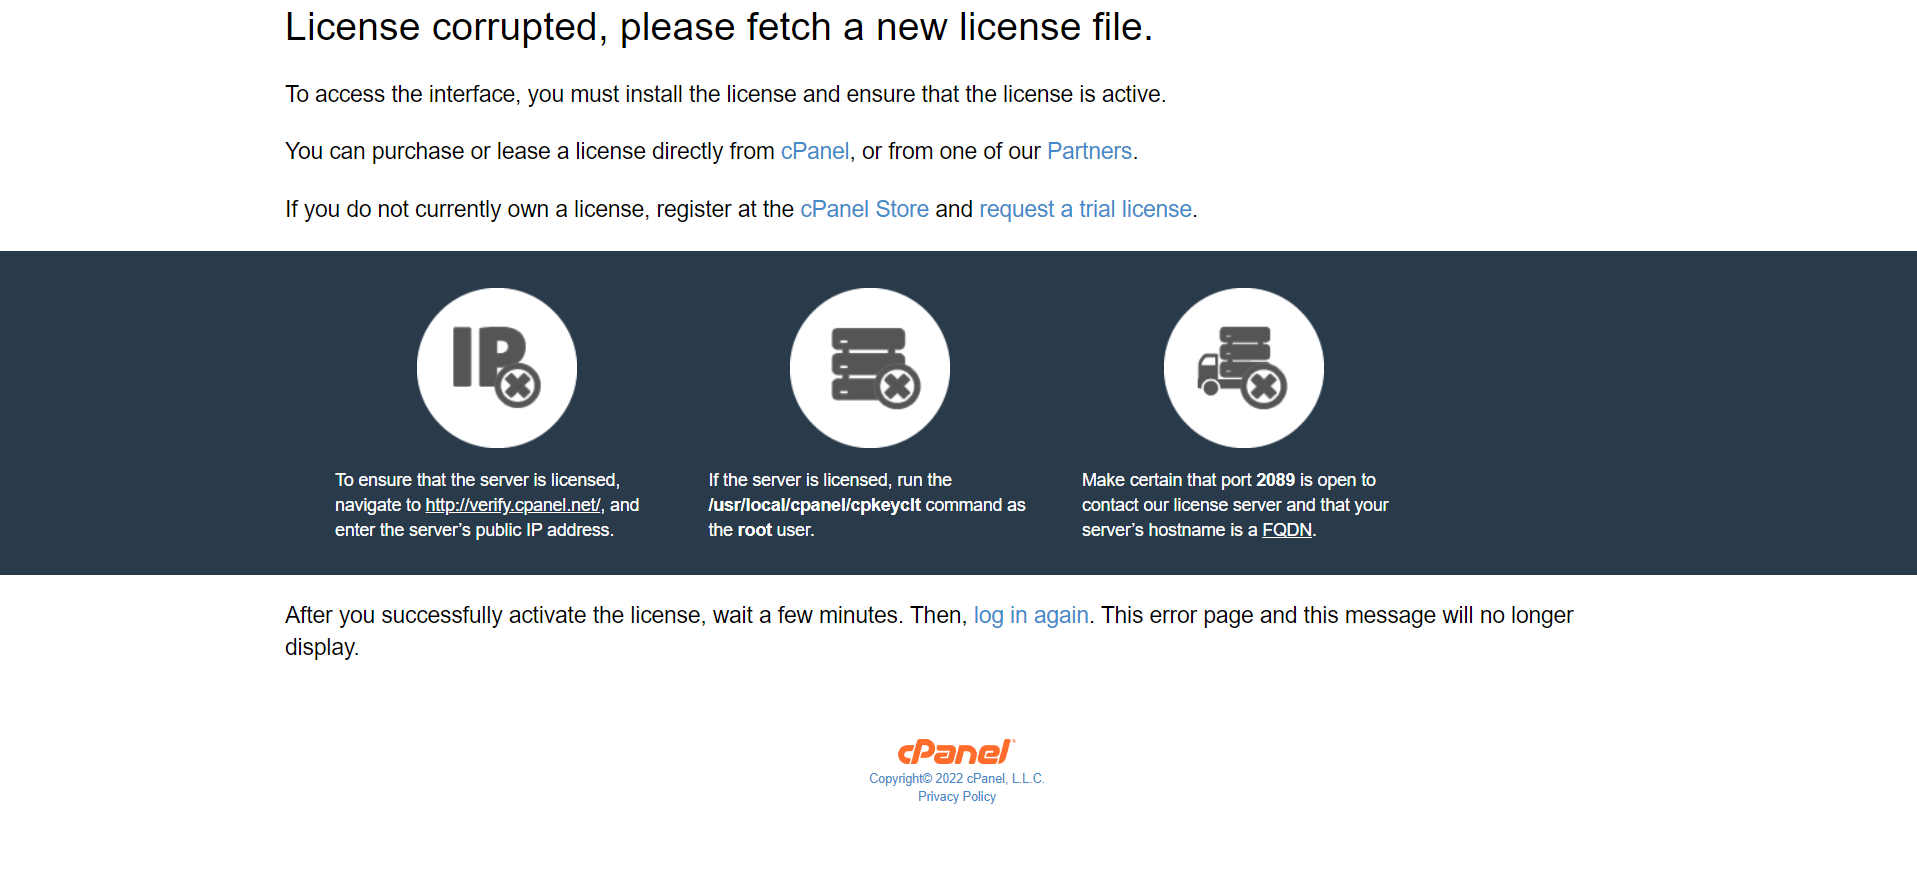 License corrupted, please fetch a new license file.
To access the interface, you must install the license and ensure that the license is active.
You can purchase or lease a license directly from cPanel, or from one of our Partners.
If you do not currently own a license, register at the cPanel Store and request a trial license.
IP
To ensure that the server is licensed,
navigate to http://verify.cpanel.net/, and
enter the server’s public IP address.
If the server is licensed, run the
/usr/local/cpanel/cpkeyclt command as
the root user.
Make certain that port 2089 is open to
contact our license server and that your
server’s hostname is a FQDN.
After you successfully activate the license, wait a few minutes. Then, log in again. This error page and this message will no longer
display.
cPanel
Copyright© 2022 cPanel, L.L.C.
Privacy Policy